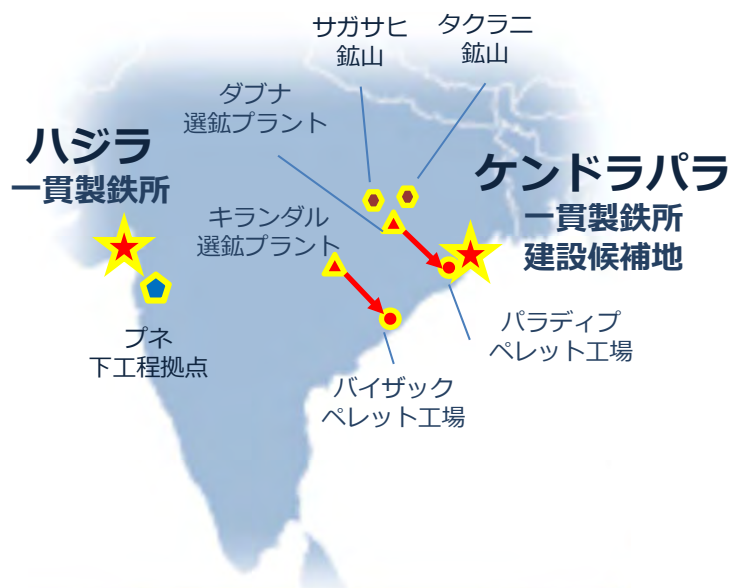 サガサヒ
鉱山
タクラニ
鉱山
ダブナ
選鉱プラント
ハジラ
一貫製鉄所
ケンドラパラ
一貫製鉄所
建設候補地
キランダル
選鉱プラント
プネ
下工程拠点
パラディプ
ペレット工場
バイザック
ペレット工場